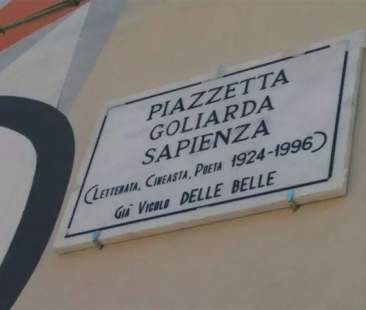 PIAZZETTA
GOLIARDA
SAPIENZA
(LETTERATA, CINEASTA, POETA 1924-1996)
GIÀ VICOLO DELLE BELLE